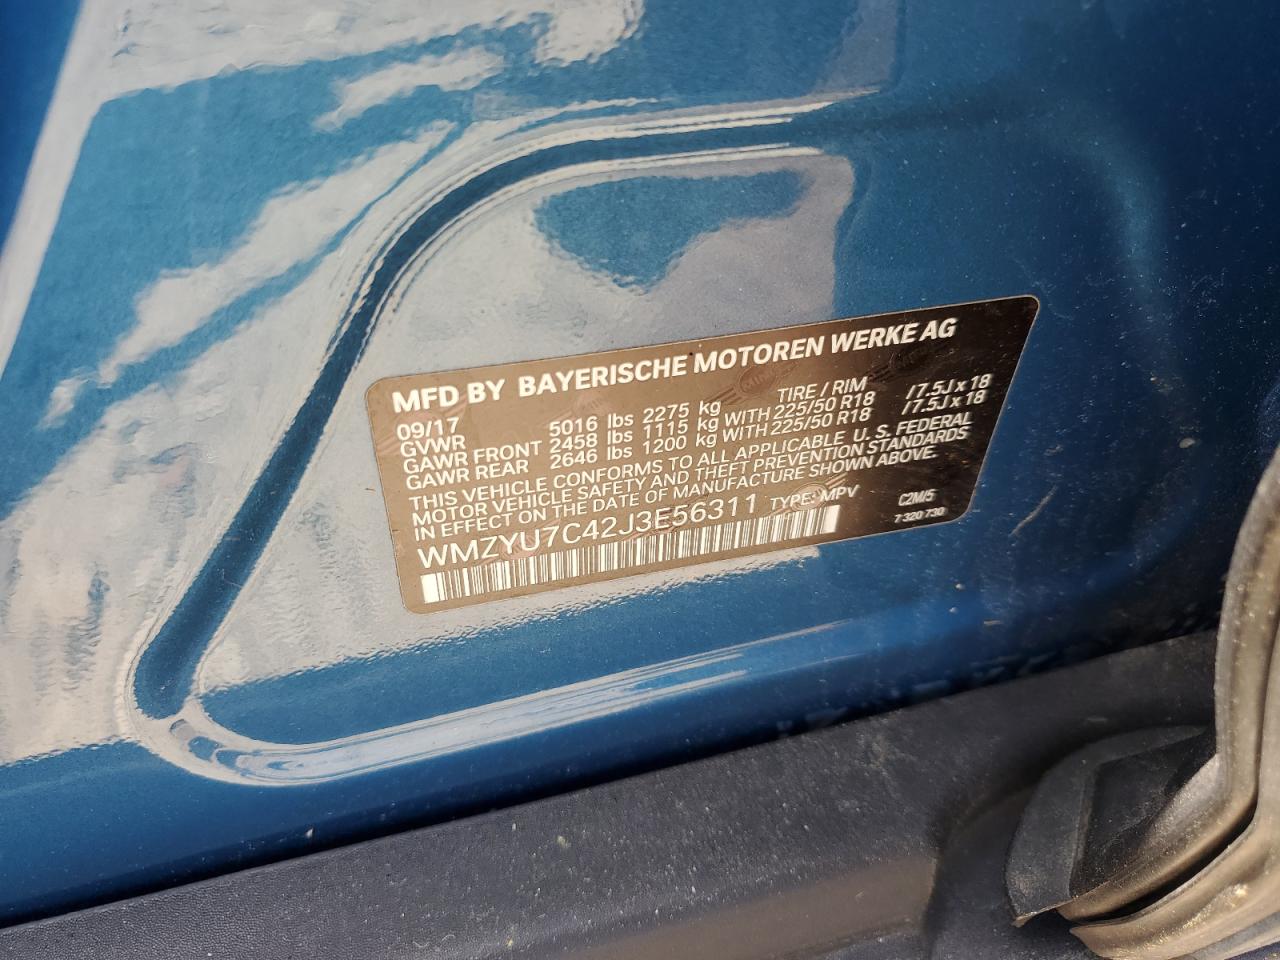 MFD BY BAYERISCHE MOTOREN WERKE AG
09/17 TIRE / RIM
GVWR 5016 lbs 2275 kg
GAWR FRONT 2458 lbs 1115 kg WITH 225/50 R18 /7.5J x 18
GAWR REAR 2646 lbs 1200 kg WITH 225/50 R18 /7.5J x 18
THIS VEHICLE CONFORMS TO ALL APPLICABLE U. S. FEDERAL
MOTOR VEHICLE SAFETY AND THEFT PREVENTION STANDARDS
IN EFFECT ON THE DATE OF MANUFACTURE SHOWN ABOVE.
WMZYU7C42J3E56311 TYPE: MPV C2M/5
7 320 730